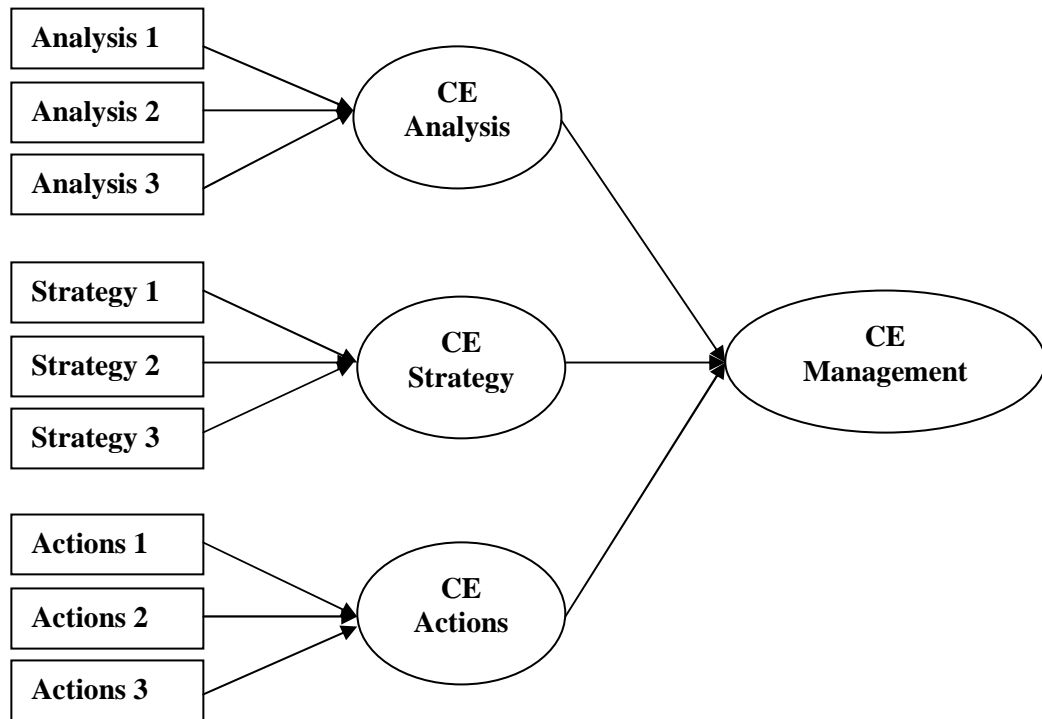 Analysis 1
Analysis 2
Analysis 3
CE
Analysis
Strategy 1
Strategy 2
Strategy 3
CE
Strategy
CE
Management
Actions 1
Actions 2
Actions 3
CE
Actions